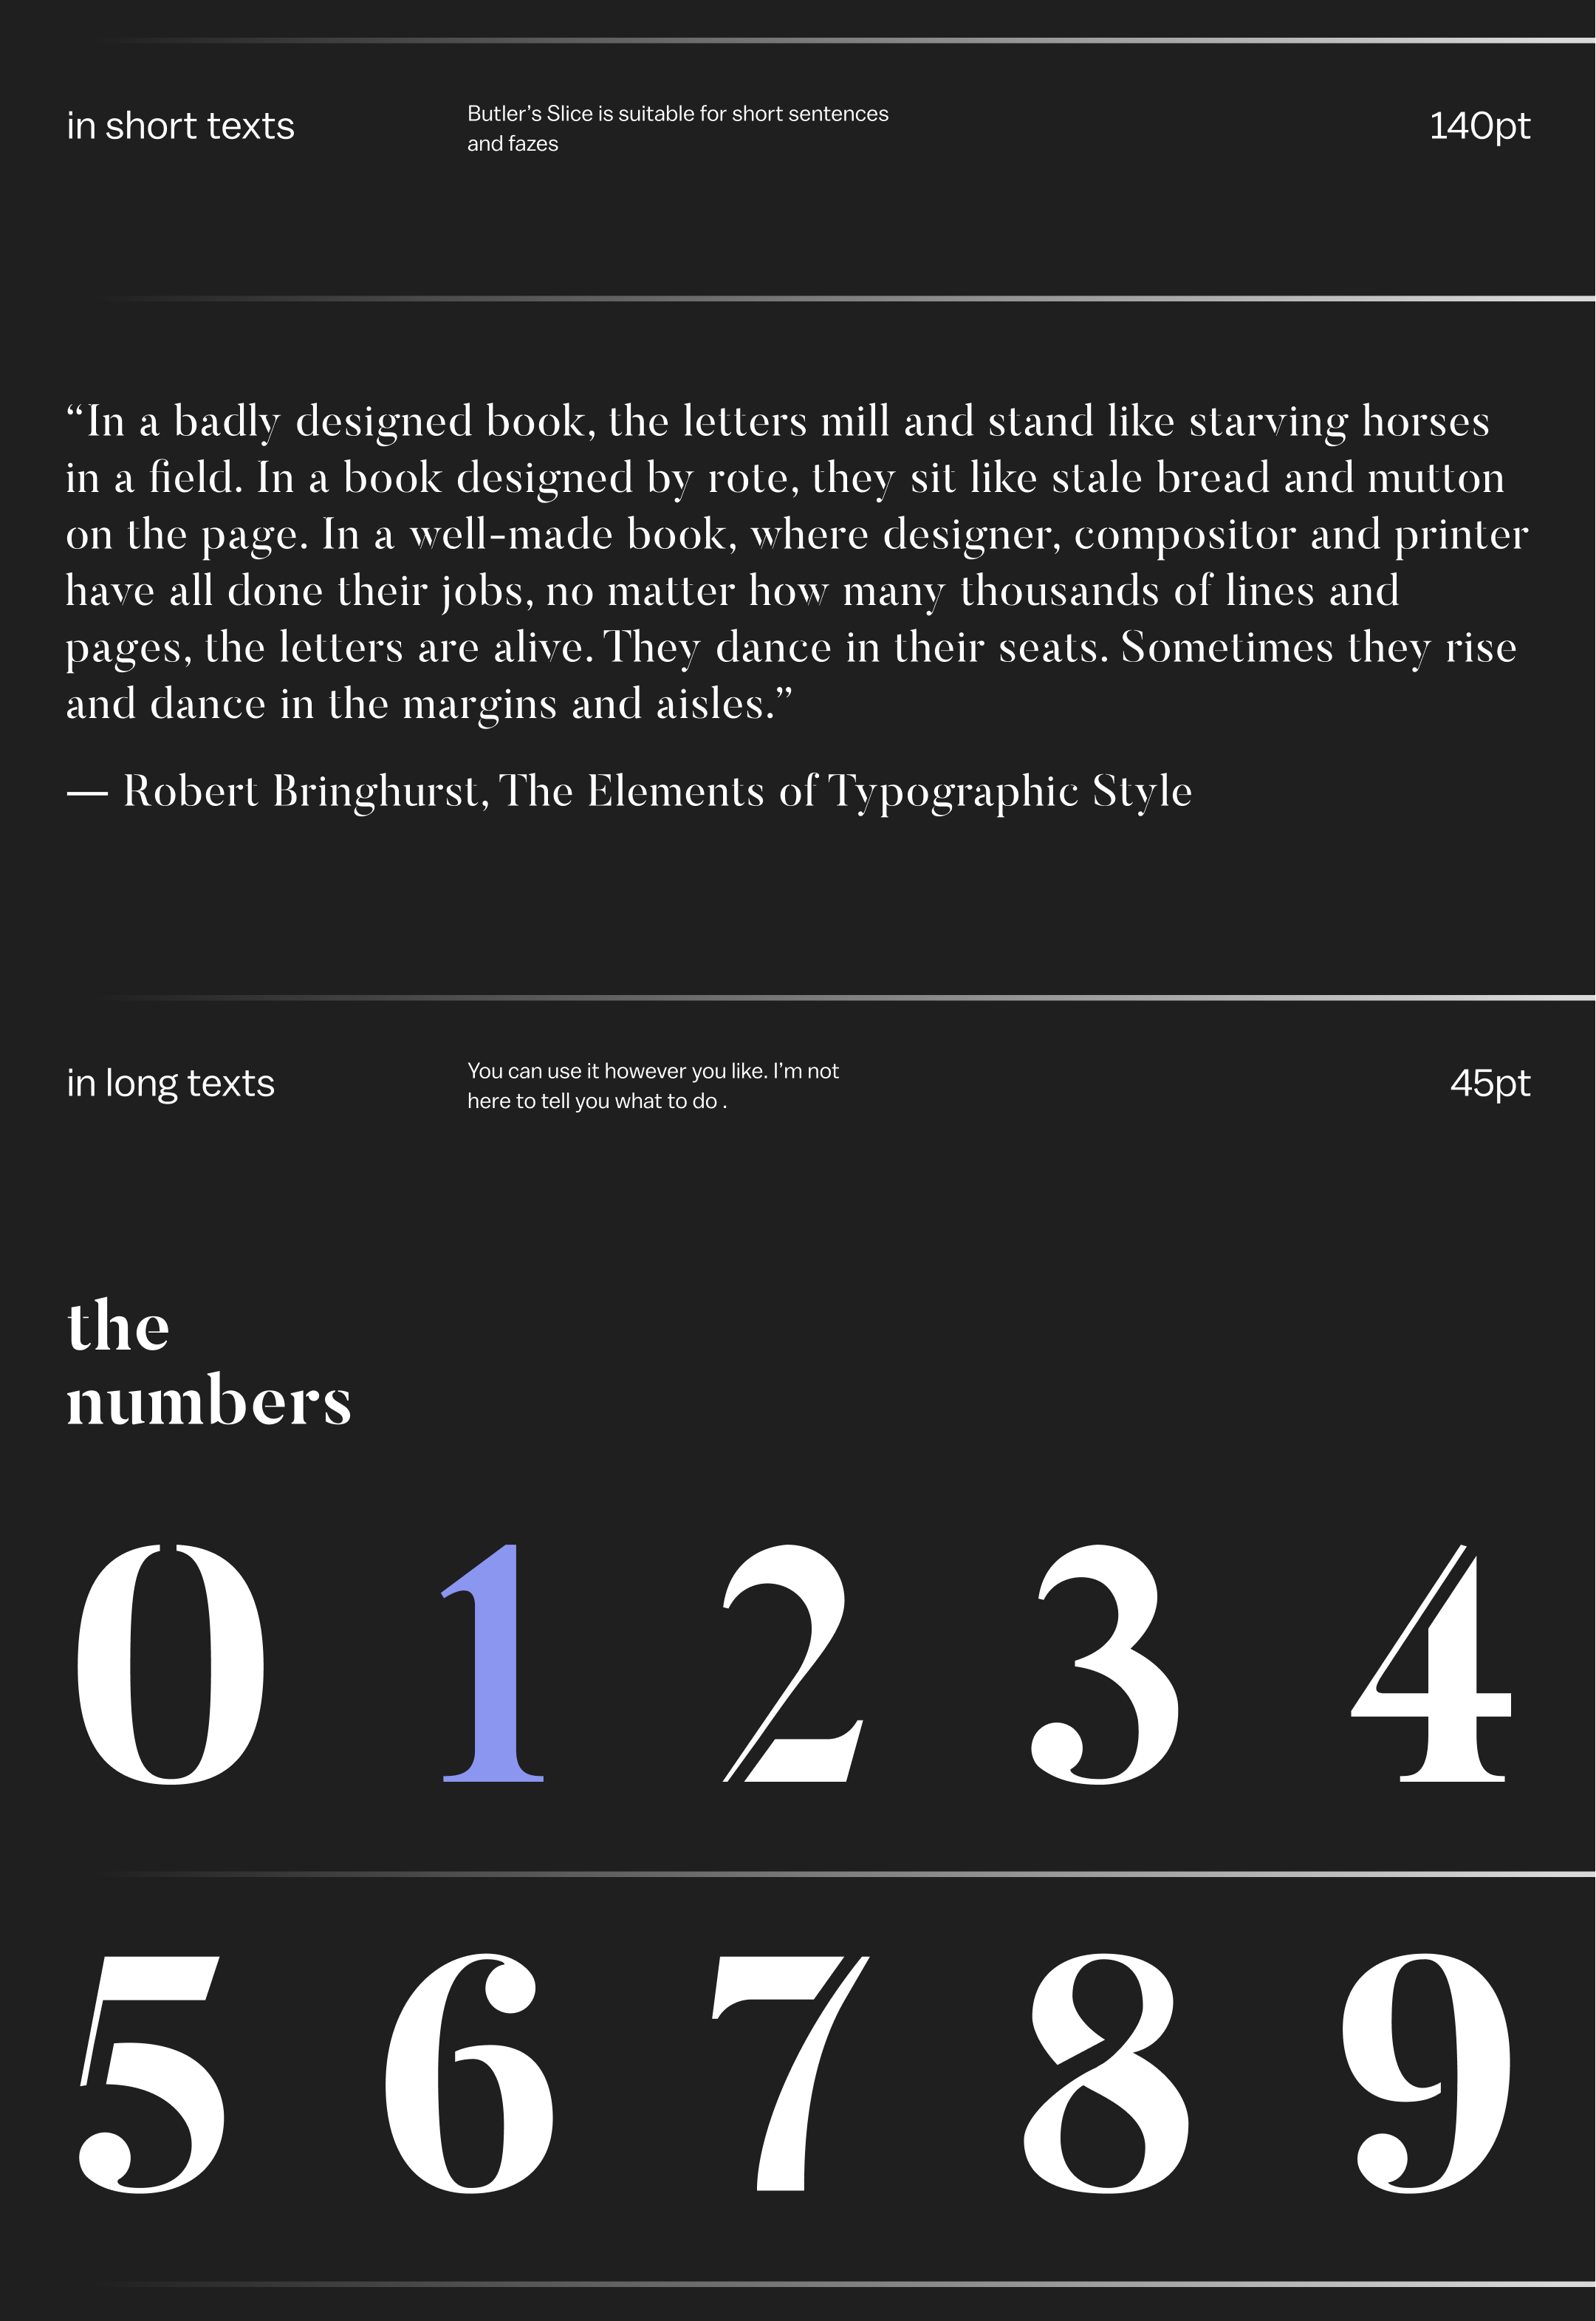 in short texts
Butler’s Slice is suitable for short sentences
and fazes
140pt
“In a badly designed book, the letters mill and stand like starving horses
in a field. In a book designed by rote, they sit like stale bread and mutton
on the page. In a well-made book, where designer, compositor and printer
have all done their jobs, no matter how many thousands of lines and
pages, the letters are alive. They dance in their seats. Sometimes they rise
and dance in the margins and aisles.”
— Robert Bringhurst, The Elements of Typographic Style
in long texts
You can use it however you like. I’m not
here to tell you what to do .
45pt
the
numbers
0 1 2 3 4
5 6 7 8 9